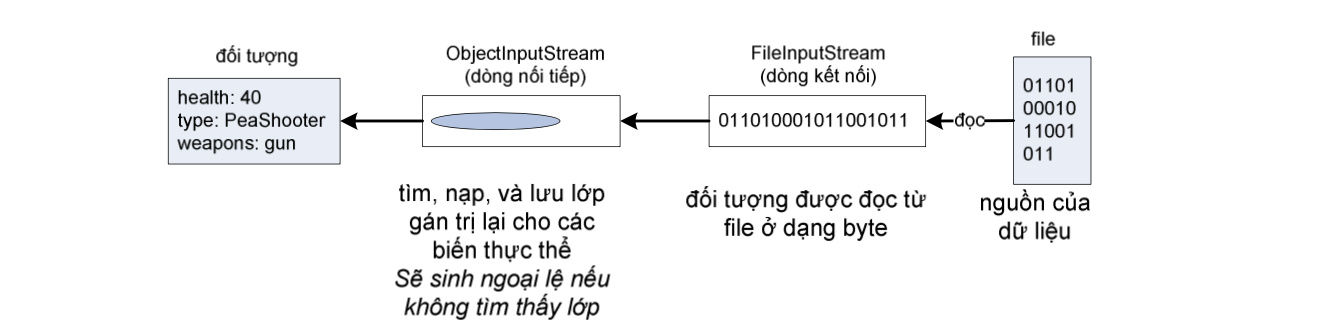 đối tượng
health: 40
type: PeaShooter
weapons: gun
ObjectInputStream
(dòng nối tiếp)
tìm, nạp, và lưu lớp
gán trị lại cho các
biến thực thể
Sẽ sinh ngoại lệ nếu
không tìm thấy lớp
FileInputStream
(dòng kết nối)
011010001011001011
đối tượng được đọc từ
file ở dạng byte
đọc
file
01101
00010
11001
011
nguồn của
dữ liệu